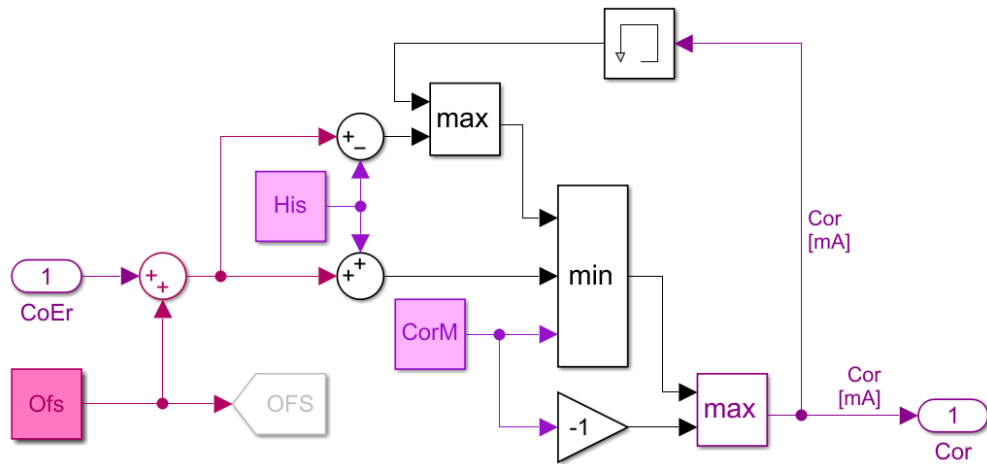 max
+
−
His
Cor
[mA]
1
CoEr
+
+
+
+
min
CorM
Ofs
OFS
-1
max
Cor
[mA]
1
Cor